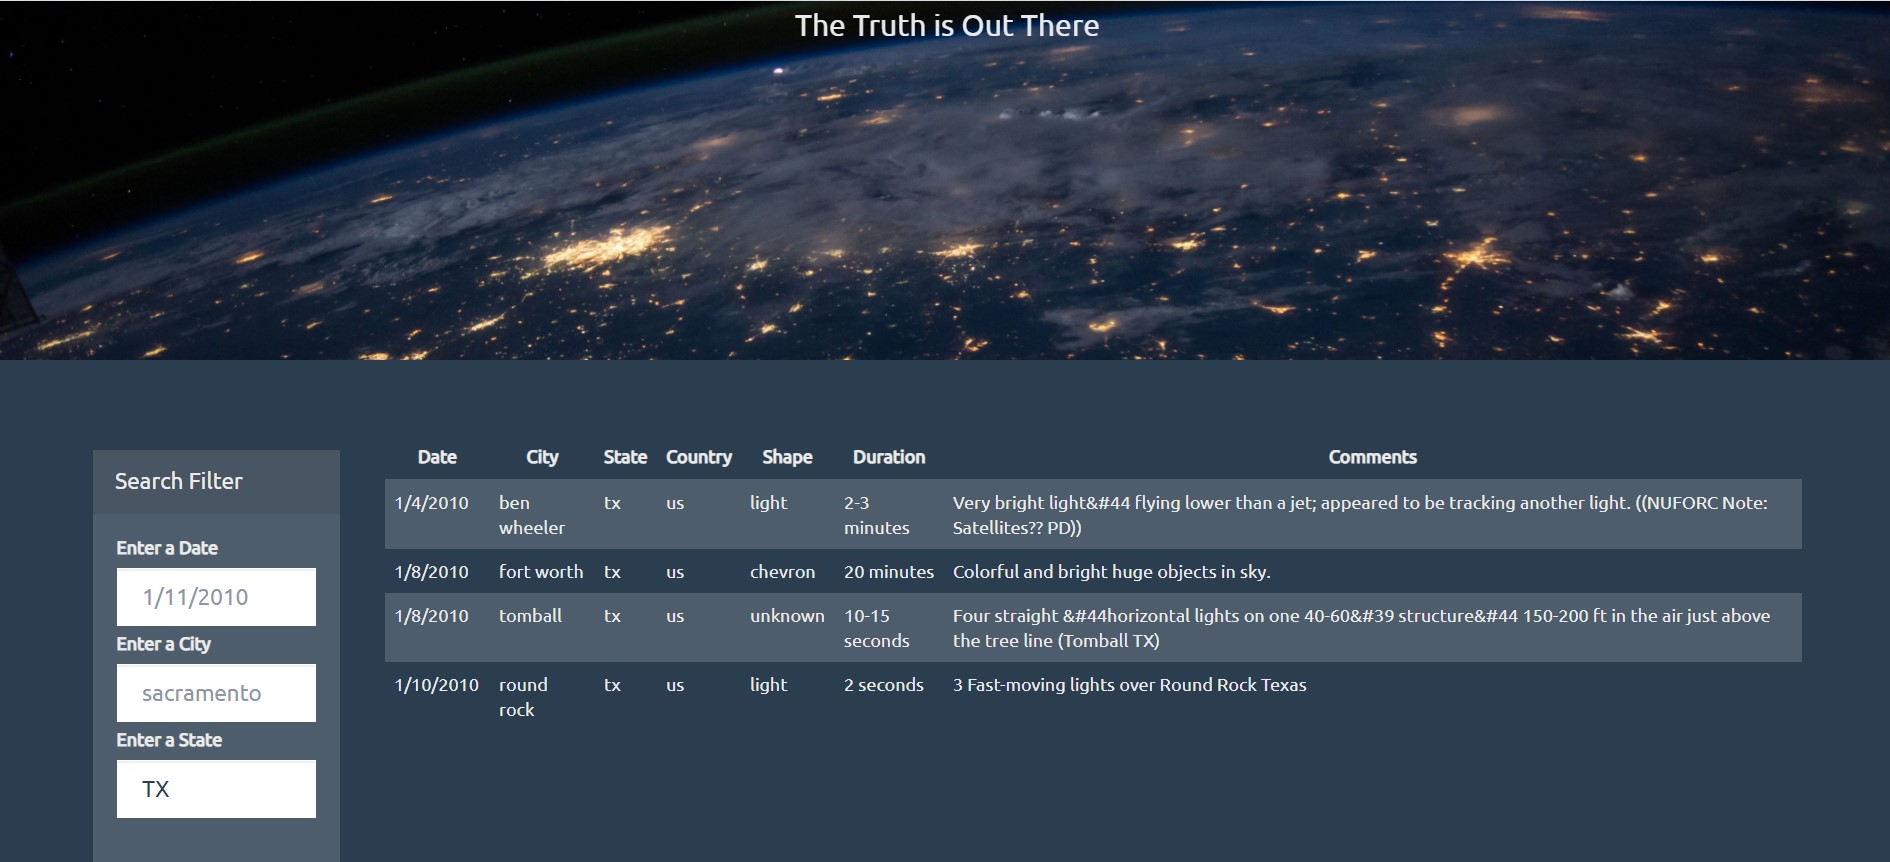 The Truth is Out There
Search Filter
Enter a Date
1/11/2010
Enter a City
sacramento
Enter a State
TX
Date City State Country Shape Duration Comments
1/4/2010 ben tx us light 2-3 Very bright light&#44 flying lower than a jet; appeared to be tracking another light. ((NUFORC Note:
wheeler minutes Satellites?? PD))
1/8/2010 fort worth tx us chevron 20 minutes Colorful and bright huge objects in sky.
1/8/2010 tomball tx us unknown 10-15 Four straight &#44horizontal lights on one 40-60&#39 structure&#44 150-200 ft in the air just above
seconds the tree line (Tomball TX)
1/10/2010 round tx us light 2 seconds 3 Fast-moving lights over Round Rock Texas
rock